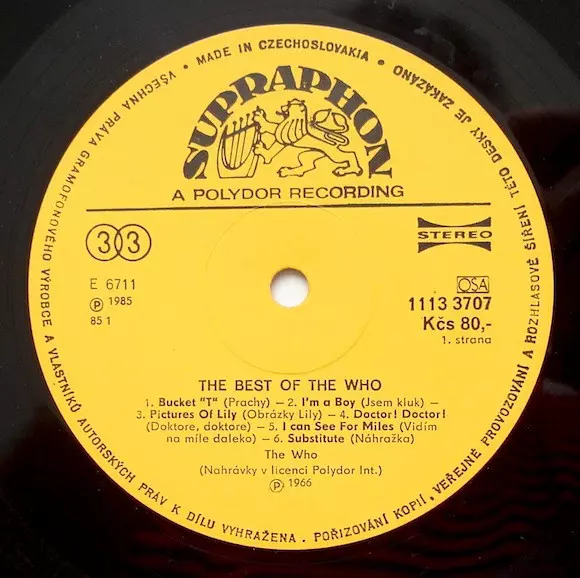 VŠECHNA PRÁVA GRAMOFONOVÉHO VÝROBCE A VLASTNÍKŮ AUTORSKÝCH PRÁV K DÍLU VYHRAŽENA . POŘIZOVÁNÍ KOPIÍ, VEŘEJNÉ PROVOZOVÁNÍ A ROZHLASOVÉ ŠÍŘENÍ TÉTO DESKY JE ZAKÁZÁNO • MADE IN CZECHOSLOVAKIA •
SUPRAPHON
A POLYDOR RECORDING
33
STEREO
E 6711
Ⓟ 1985
85 1
OSA
1113 3707
Kčs 80,-
1. strana
THE BEST OF THE WHO
1. Bucket "T" (Prachy) – 2. I'm a Boy (Jsem kluk) –
3. Pictures Of Lily (Obrázky Lily) – 4. Doctor! Doctor!
(Doktore, doktore) – 5. I can See For Miles (Vidím
na míle daleko) – 6. Substitute (Náhražka)
The Who
(Nahrávky v licenci Polydor Int.)
Ⓟ 1966